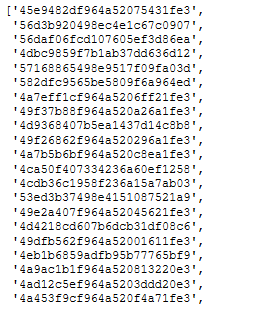 ['45e9482df964a52075431fe3',
'56d3b920498ec4e1c67c0907',
'56daf06fcd107605ef3d86ea',
'4dbc9859f7b1ab37dd636d12',
'57168865498e9517f09fa03d',
'582dfc9565be5809f6a964ed',
'4a7eff1cf964a5206ff21fe3',
'49f37b88f964a520a26a1fe3',
'4d9368407b5ea1437d14c8b8',
'49f26862f964a520296a1fe3',
'4a7b5b6bf964a520c8ea1fe3',
'4ca50f407334236a60ef1258',
'4cdb36c1958f236a15a7ab03',
'53ed3b37498e4151087521a9',
'49e2a407f964a52045621fe3',
'4d4218cd607b6dcb31df08c6',
'49dfb562f964a52001611fe3',
'4eb1b6859adfb95b77765bf9',
'4a9ac1b1f964a520813220e3',
'4ad12c5ef964a5203ddd20e3',
'4a453f9cf964a520f4a71fe3',